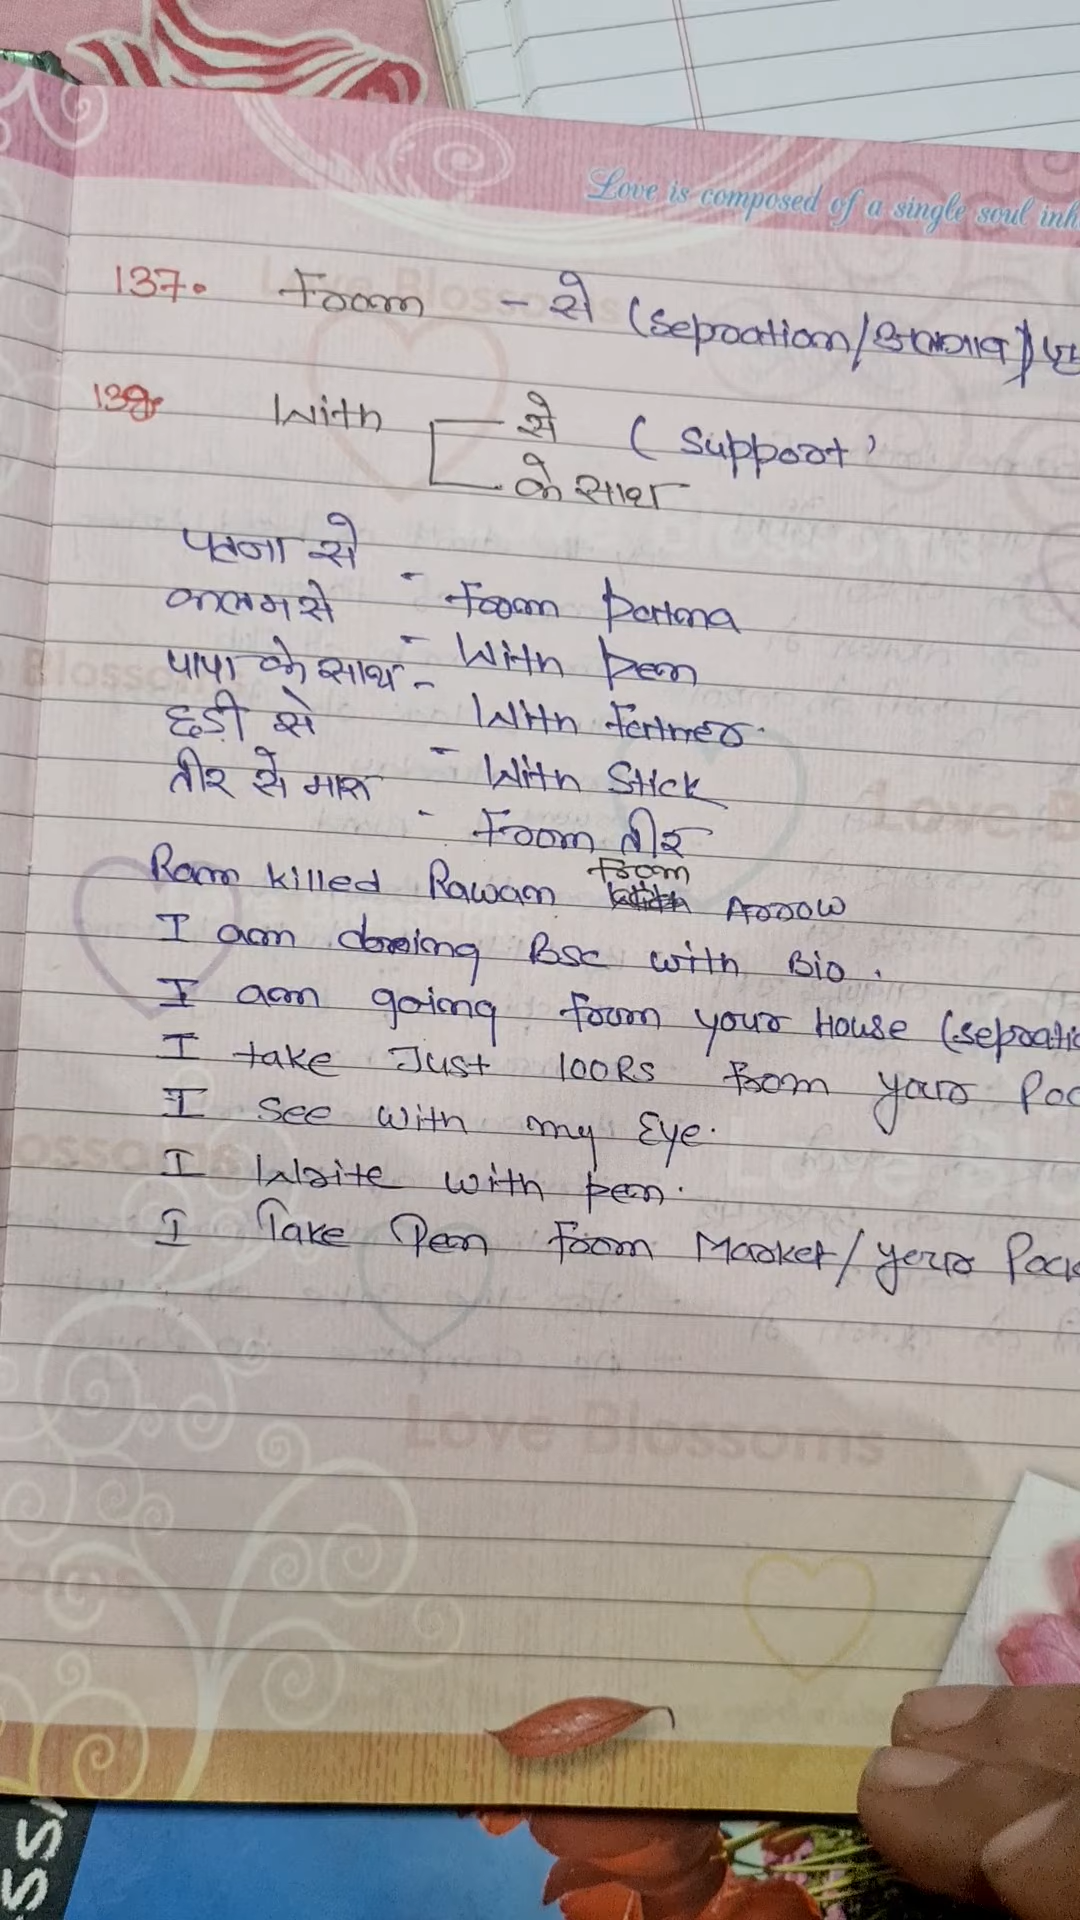 Love is composed of a single soul inh
137. From - से (Sepration/अलगाव)
138. With से (Support)
के साथ
पटना से - From Patna
कलम से - With Pen
पापा के साथ - With Father
छड़ी से - With Stick
तीर से मारा - From तीर
Ram killed Rawan From Arrow
I am doing Bsc with Bio.
I am going from your House (Sepratio
I take Just 100RS From your Poc
I See with my Eye.
I Write with pen.
I Take Pen From Market/your Pock
Love Blossoms